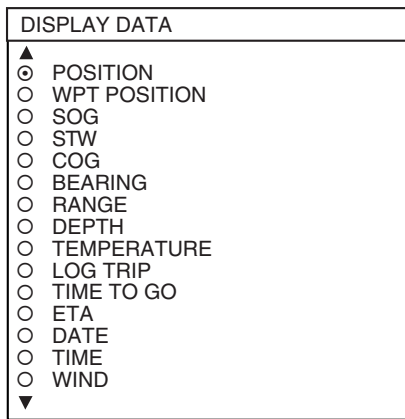 DISPLAY DATA
POSITION
WPT POSITION
SOG
STW
COG
BEARING
RANGE
DEPTH
TEMPERATURE
LOG TRIP
TIME TO GO
ETA
DATE
TIME
WIND